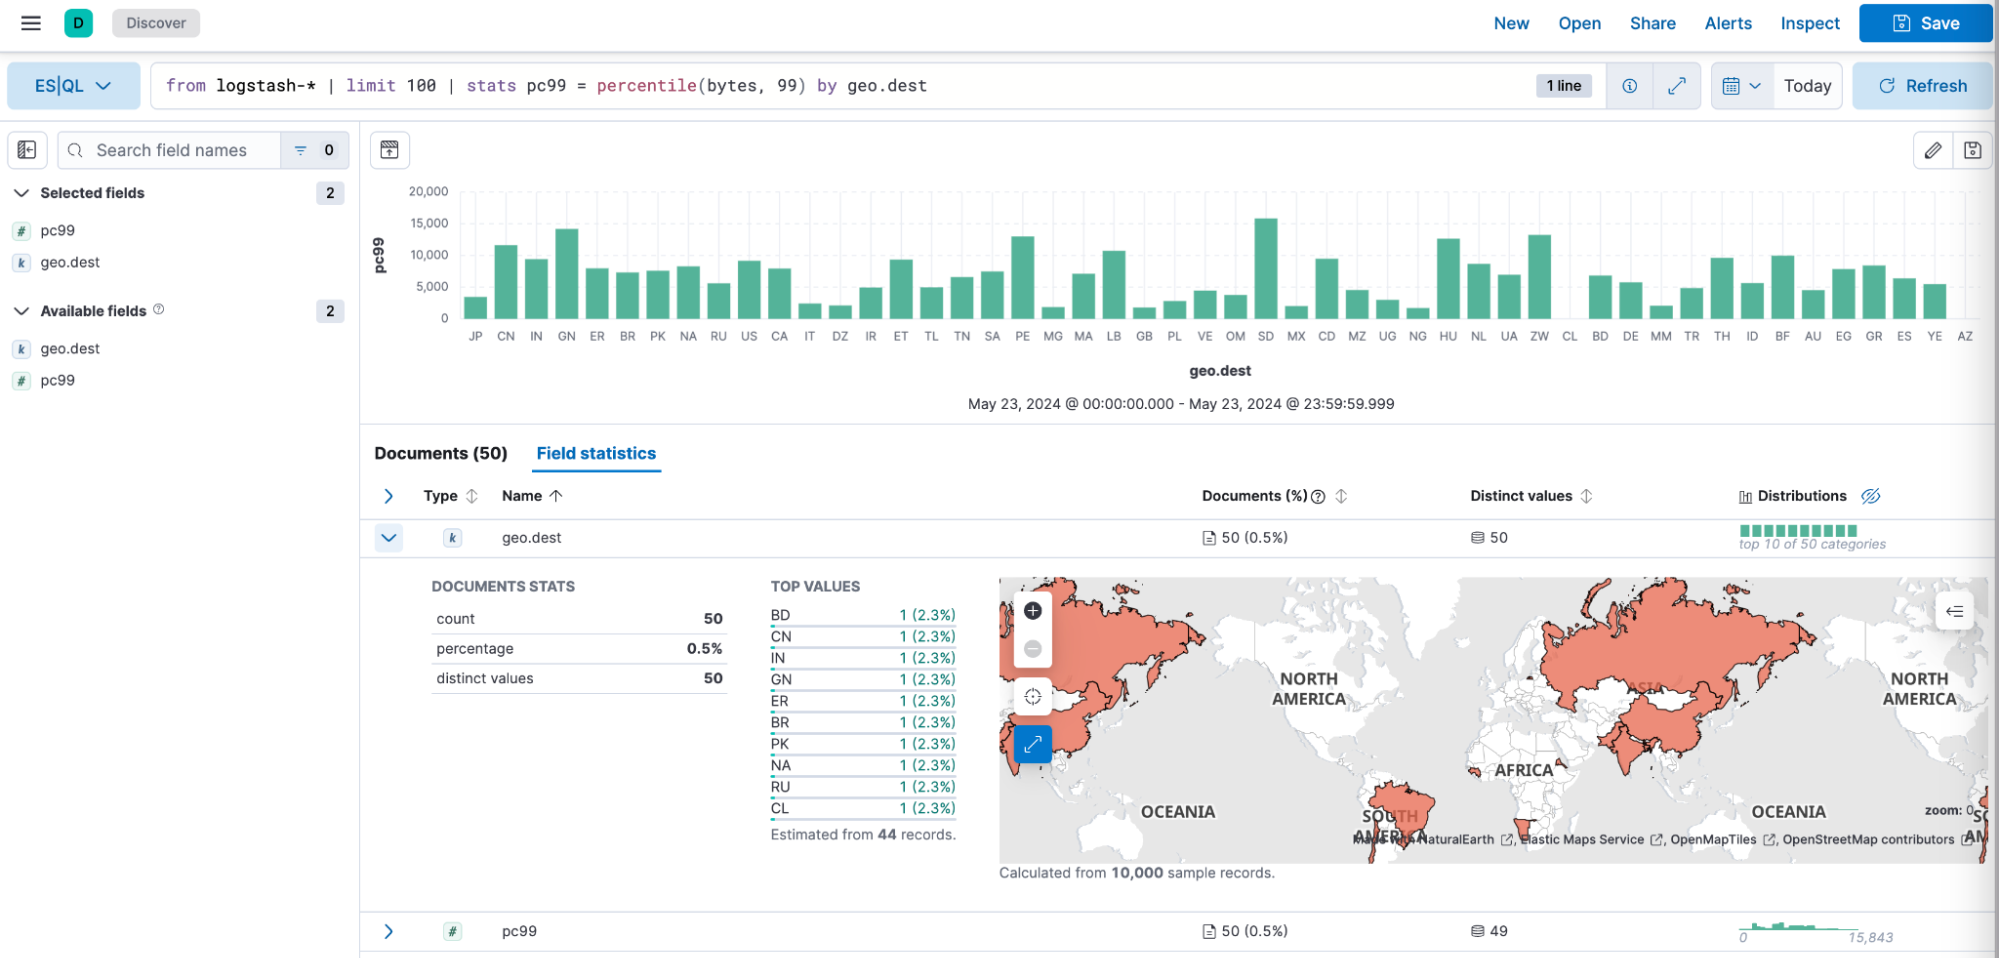 D Discover New Open Share Alerts Inspect Save
ES|QL from logstash-* | limit 100 | stats pc99 = percentile(bytes, 99) by geo.dest 1 line Today Refresh
Search field names 0
Selected fields 2
# pc99
k geo.dest
Available fields 2
k geo.dest
# pc99
20,000
15,000
10,000
5,000
0
pc99
JP CN IN GN ER BR PK NA RU US CA IT DZ IR ET TL TN SA PE MG MA LB GB PL VE OM SD MX CD MZ UG NG HU NL UA ZW CL BD DE MM TR TH ID BF AU EG GR ES YE AZ
geo.dest
May 23, 2024 @ 00:00:00.000 - May 23, 2024 @ 23:59:59.999
Documents (50) Field statistics
Type Name Documents (%) Distinct values Distributions
k geo.dest 50 (0.5%) 50
top 10 of 50 categories
DOCUMENTS STATS
count 50
percentage 0.5%
distinct values 50
TOP VALUES
BD 1 (2.3%)
CN 1 (2.3%)
IN 1 (2.3%)
GN 1 (2.3%)
ER 1 (2.3%)
BR 1 (2.3%)
PK 1 (2.3%)
NA 1 (2.3%)
RU 1 (2.3%)
CL 1 (2.3%)
Estimated from 44 records.
NORTH
AMERICA
ASIA
NORTH
AMERICA
AFRICA
OCEANIA
OCEANIA
SOUTH
AMERICA
zoom: 0
Made with NaturalEarth , Elastic Maps Service , OpenMapTiles , OpenStreetMap contributors
Calculated from 10,000 sample records.
# pc99 50 (0.5%) 49
0 15,843